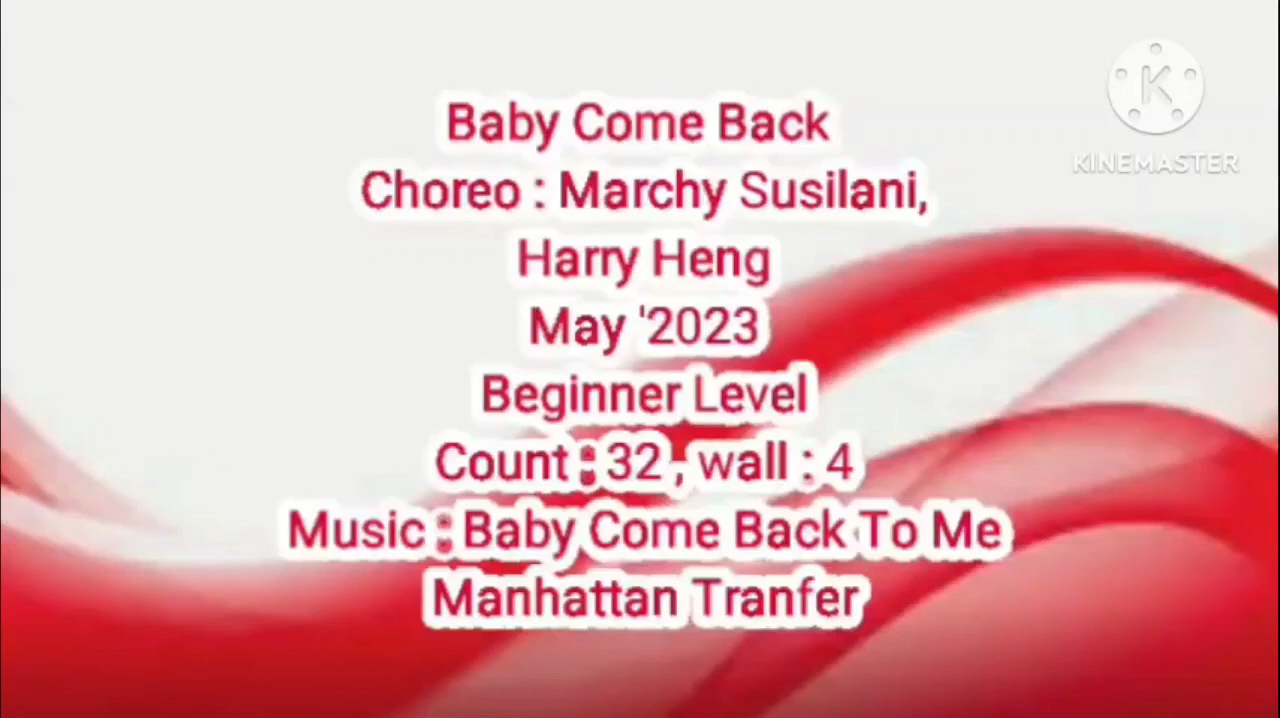 Baby Come Back
Choreo : Marchy Susilani,
Harry Heng
May '2023
Beginner Level
Count : 32 , wall : 4
Music : Baby Come Back To Me
Manhattan Tranfer
K
KINEMASTER